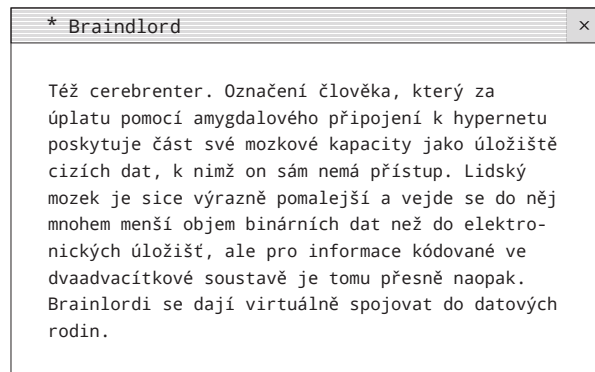 * Braindlord ×
Též cerebrenter. Označení člověka, který za
úplatu pomocí amygdalového připojení k hypernetu
poskytuje část své mozkové kapacity jako úložiště
cizích dat, k nimž on sám nemá přístup. Lidský
mozek je sice výrazně pomalejší a vejde se do něj
mnohem menší objem binárních dat než do elektro-
nických úložišť, ale pro informace kódované ve
dvaadvacítkové soustavě je tomu přesně naopak.
Brainlordi se dají virtuálně spojovat do datových
rodin.